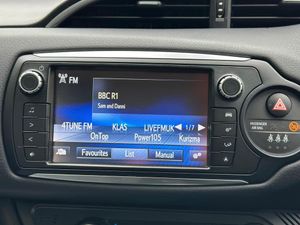 FM
BBC R1
Sam and Danni
4TUNE FM KLAS LIVEFMUK 1/7
OnTop Power105 Kurizma
Favourites List Manual
PASSENGER
AIR BAG